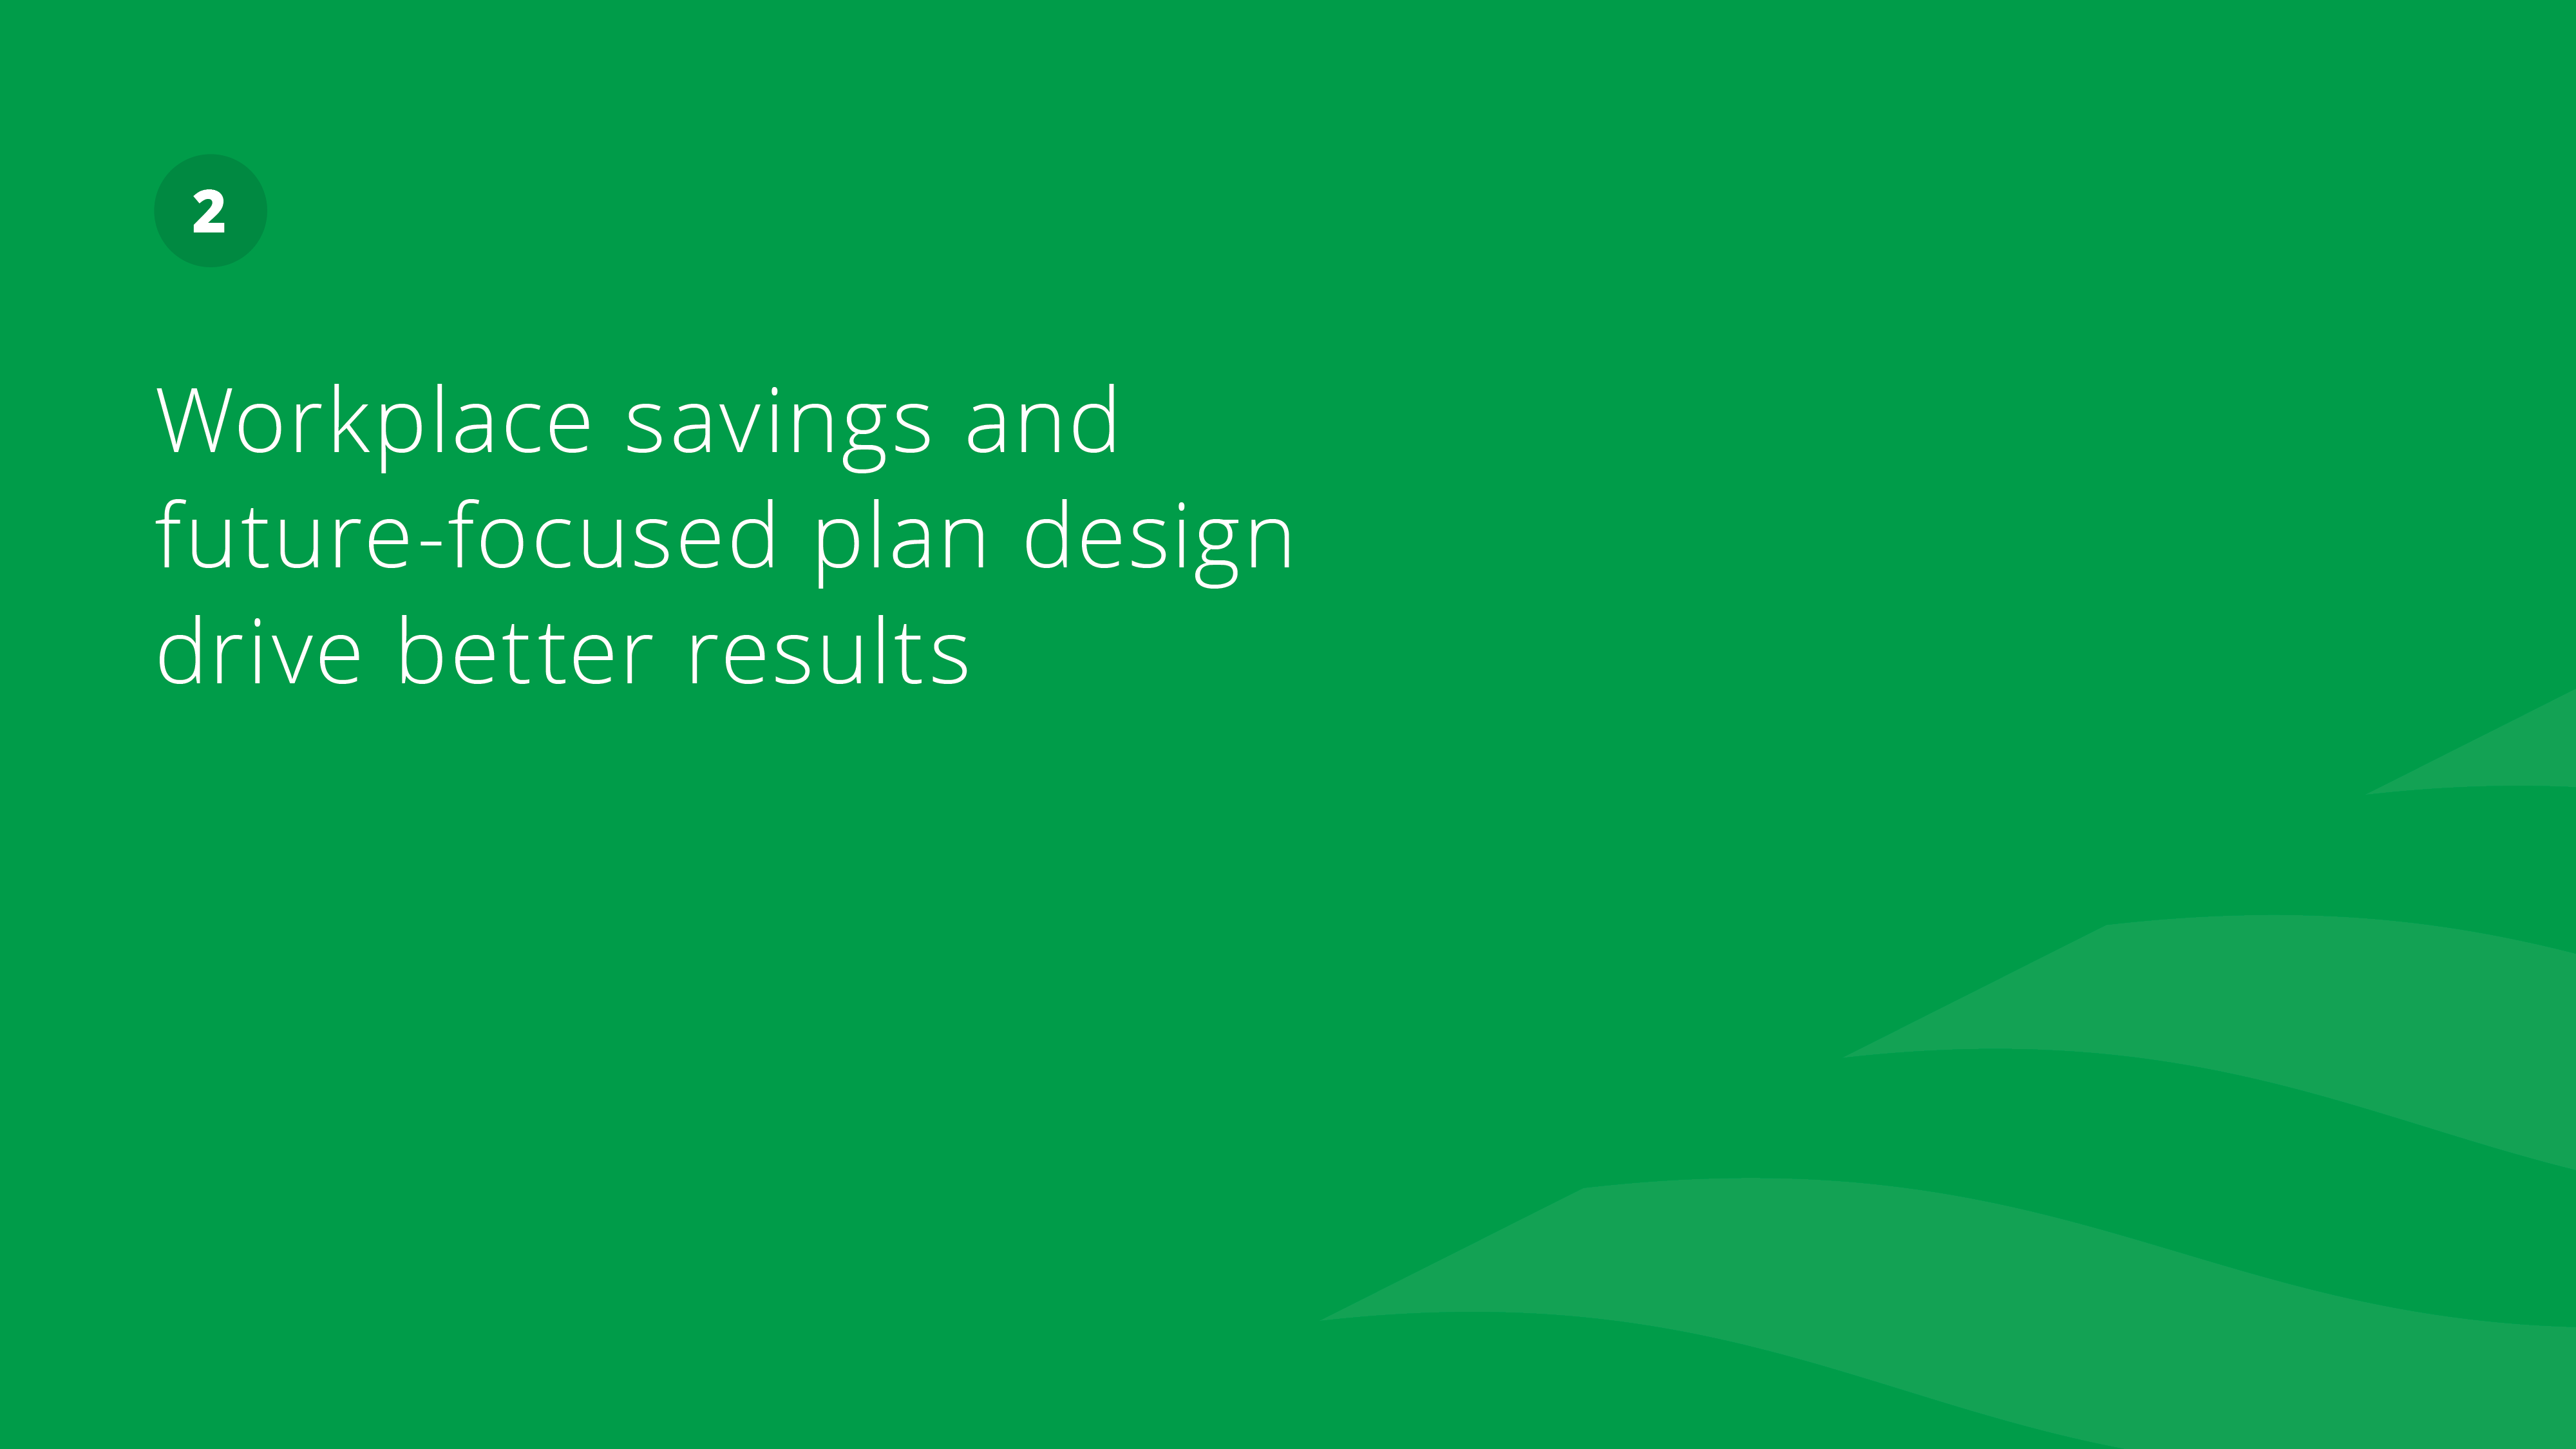 2
Workplace savings and
future-focused plan design
drive better results